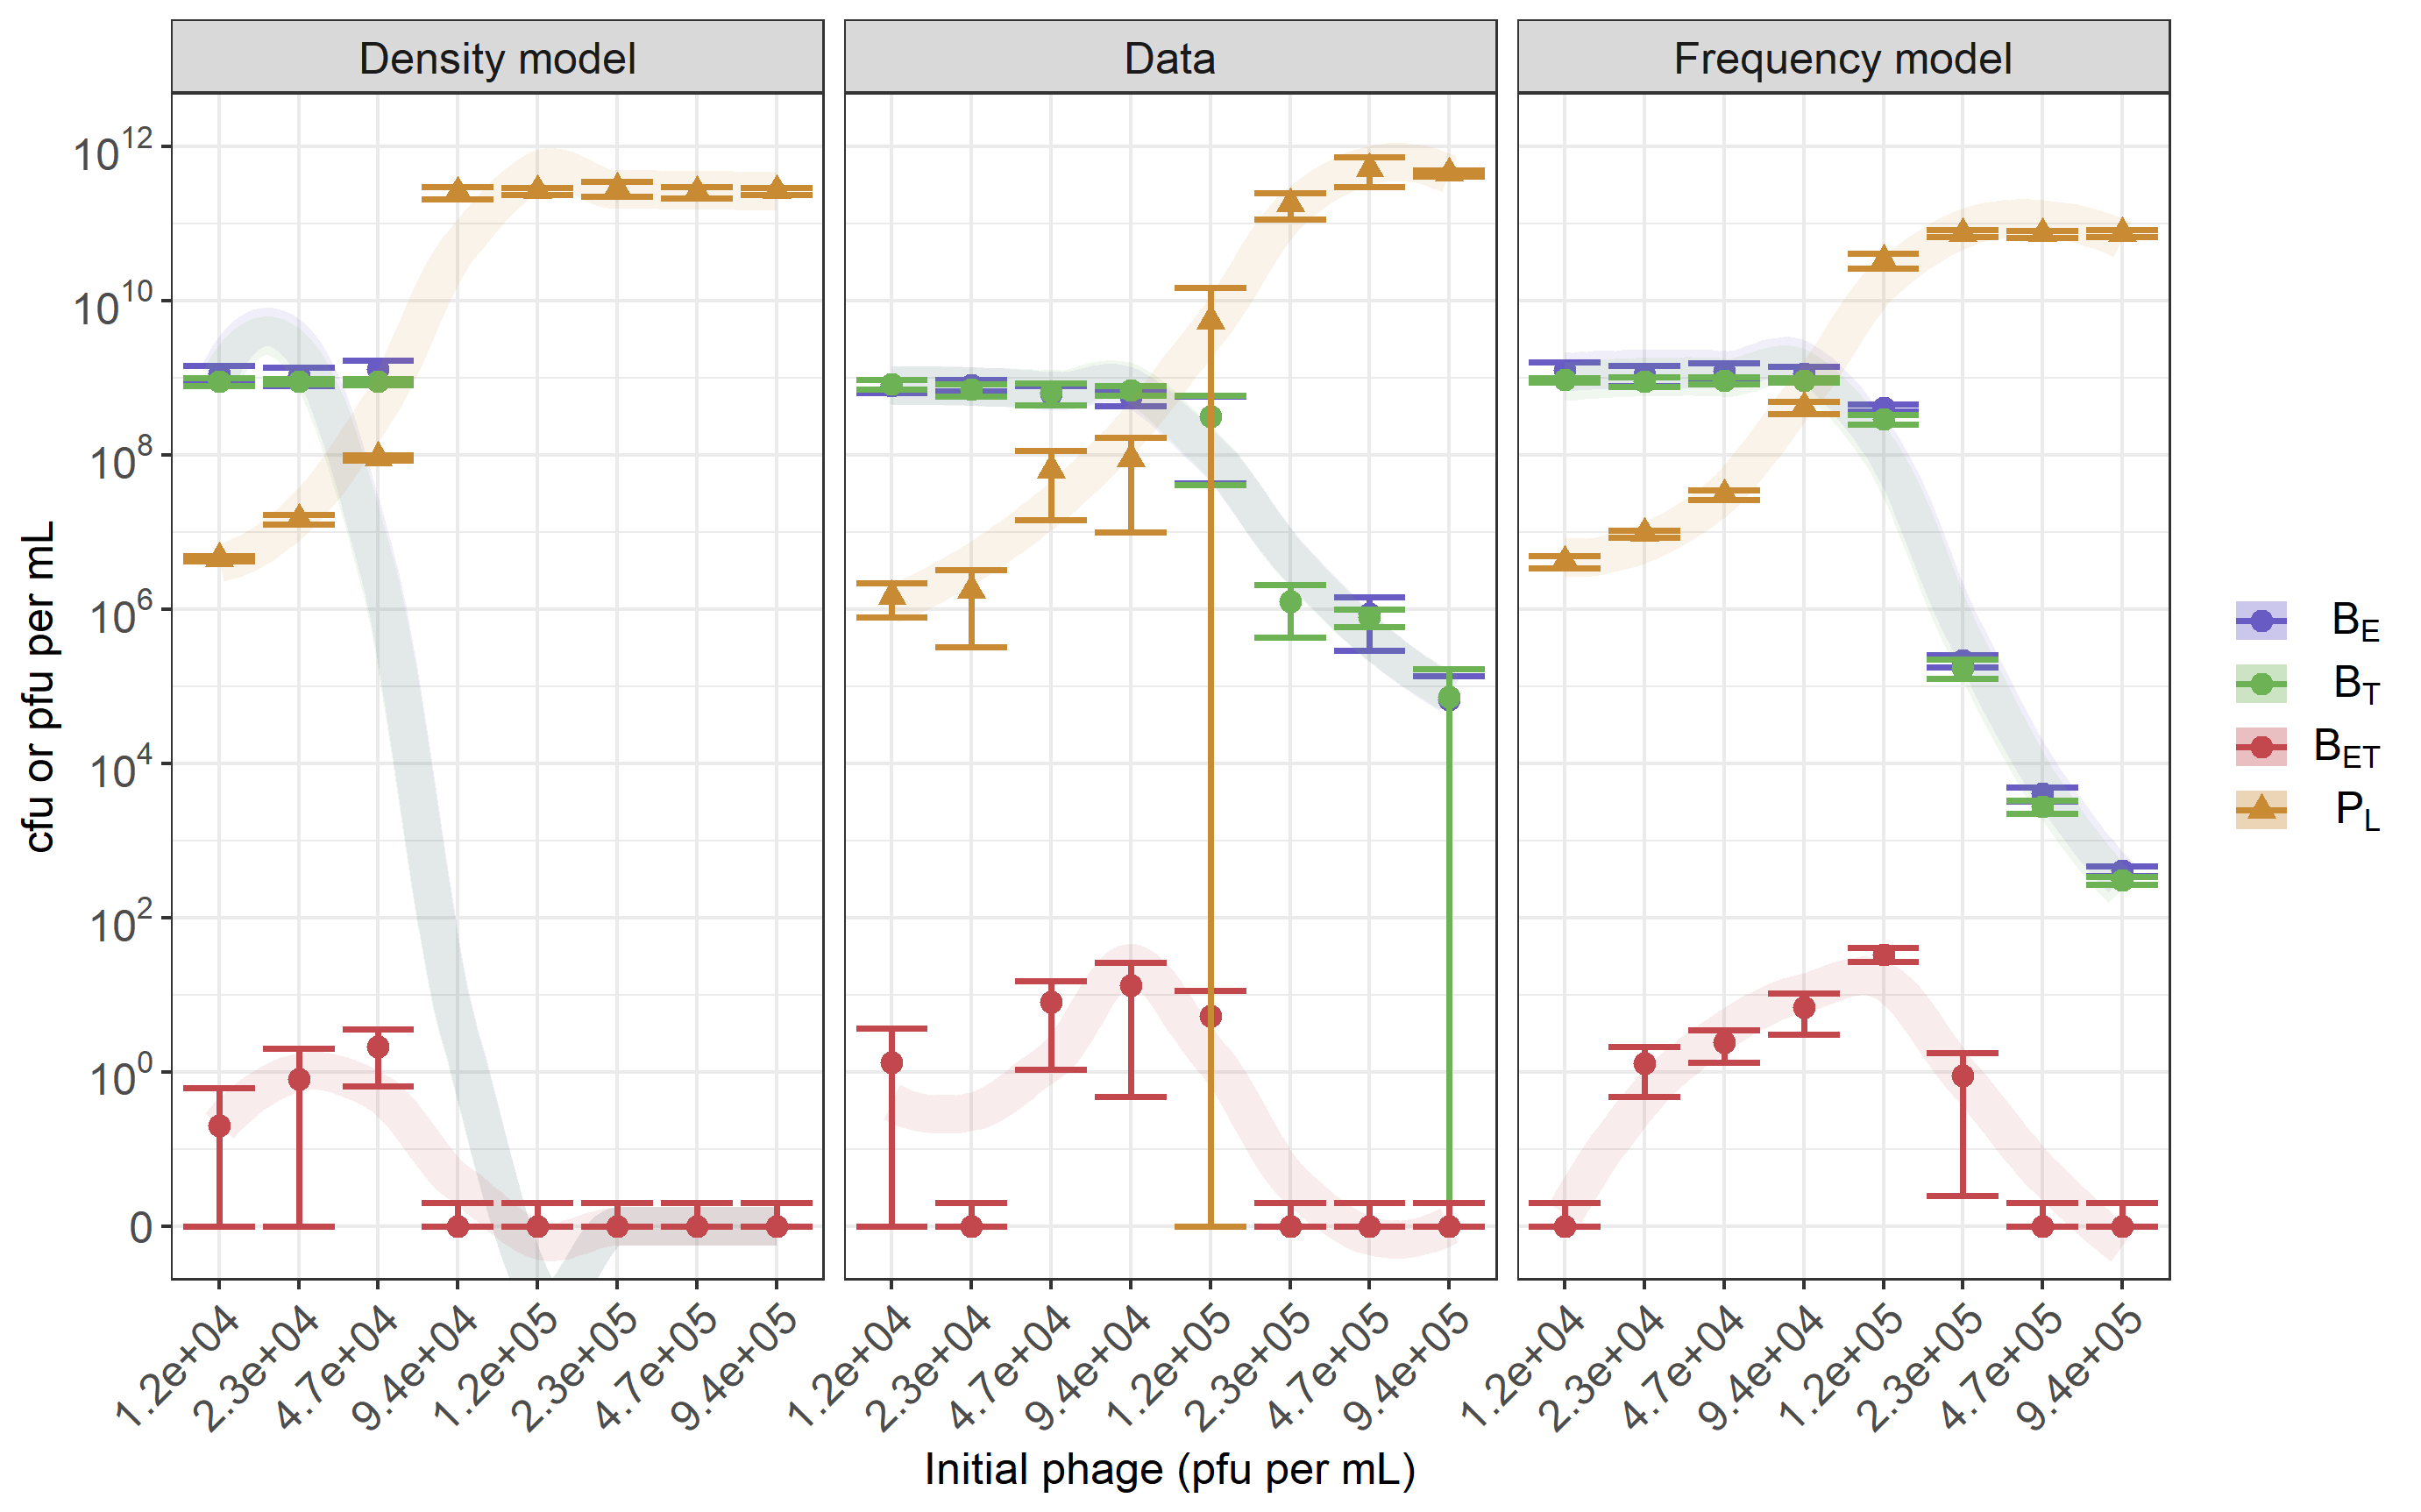 Density model Data Frequency model
cfu or pfu per mL
10^12
10^10
10^8
10^6
10^4
10^2
10^0
0
1.2e+04 2.3e+04 4.7e+04 9.4e+04 1.2e+05 2.3e+05 4.7e+05 9.4e+05 1.2e+04 2.3e+04 4.7e+04 9.4e+04 1.2e+05 2.3e+05 4.7e+05 9.4e+05 1.2e+04 2.3e+04 4.7e+04 9.4e+04 1.2e+05 2.3e+05 4.7e+05 9.4e+05
Initial phage (pfu per mL)
B_E
B_T
B_ET
P_L